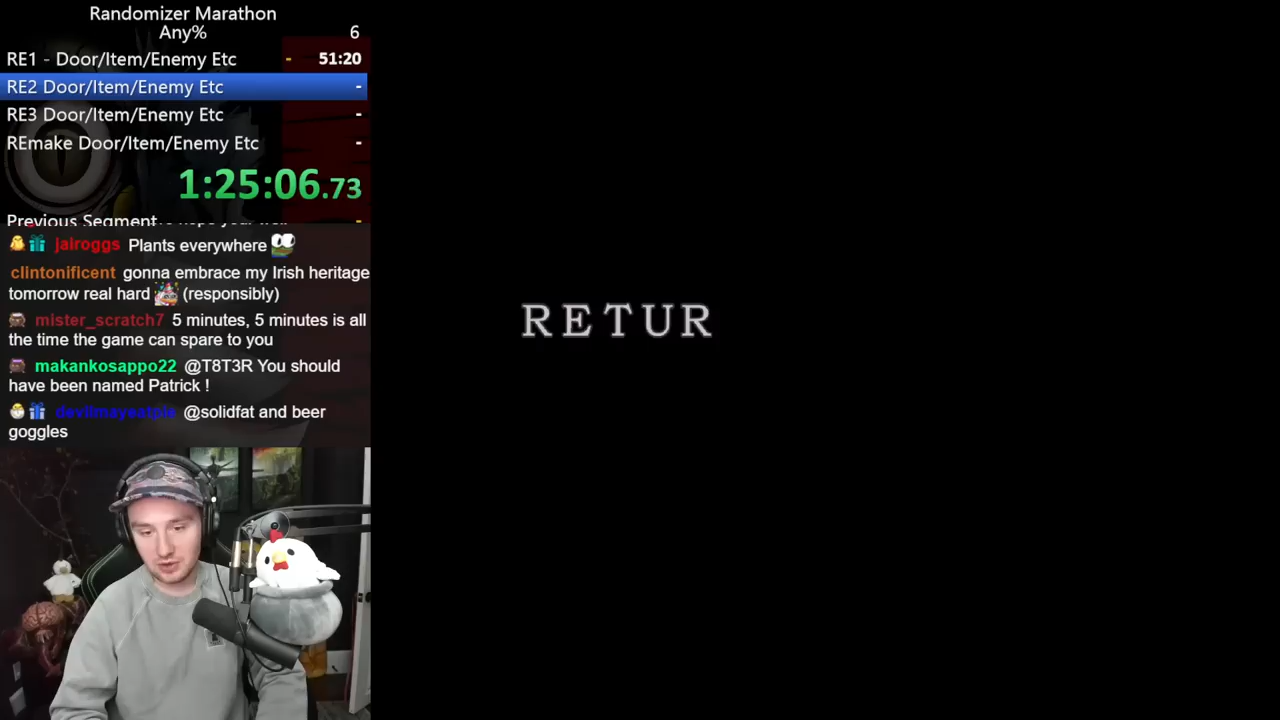 Randomizer Marathon
Any% 6
RE1 - Door/Item/Enemy Etc - 51:20
RE2 Door/Item/Enemy Etc -
RE3 Door/Item/Enemy Etc -
REmake Door/Item/Enemy Etc -
1:25:06.73
Previous Segment -
jalroggs Plants everywhere
clintonificent gonna embrace my Irish heritage
tomorrow real hard (responsibly)
mister_scratch7 5 minutes, 5 minutes is all
the time the game can spare to you
makankosappo22 @T8T3R You should
have been named Patrick !
devilmayeatpie @solidfat and beer
goggles
RETUR